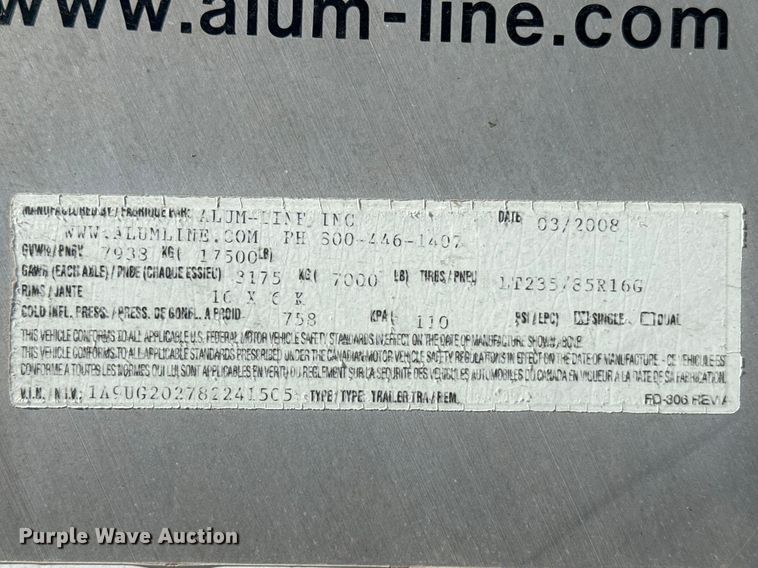 www.alum-line.com
MANUFACTURED BY / FABRIQUE PAR: ALUM-LINE, INC DATE 03/2008
WWW.ALUMLINE.COM PH 800-446-1407
GVWR/PNBV 7938 KG( 17500 LB)
GAWR (EACH AXLE) / PNBE (CHAQUE ESSIEU) 3175 KG ( 7000 LB) TIRES/PNEU LT235/85R16G
RIMS / JANTE 16 X 6 K
COLD INFL. PRESS. / PRESS. DE GONFL. A FROID 758 KPA( 110 PSI/LPC) SINGLE DUAL
THIS VEHICLE CONFORMS TO ALL APPLICABLE U.S. FEDERAL MOTOR VEHICLE SAFETY STANDARDS IN EFFECT ON THE DATE OF MANUFACTURE SHOWN ABOVE.
THIS VEHICLE CONFORMS TO ALL APPLICABLE STANDARDS PRESCRIBED UNDER THE CANADIAN MOTOR VEHICLE SAFETY REGULATIONS IN EFFECT ON THE DATE OF MANUFACTURE - CE VEHICULE EST
CONFORME A TOUTES LES NORMES QUI LUI SONT APPLICABLES EN VERTU DU REGLEMENT SUR LA SECURITE DES VEHICULES AUTOMOBILES DU CANADA EN VIGUEUR A LA DATE DE SA FABRICATION.
V.I.N. / N.I.V.: TYPE / TYPE: TRAILER TRA / REM. RD-306 REV A
Purple Wave Auction